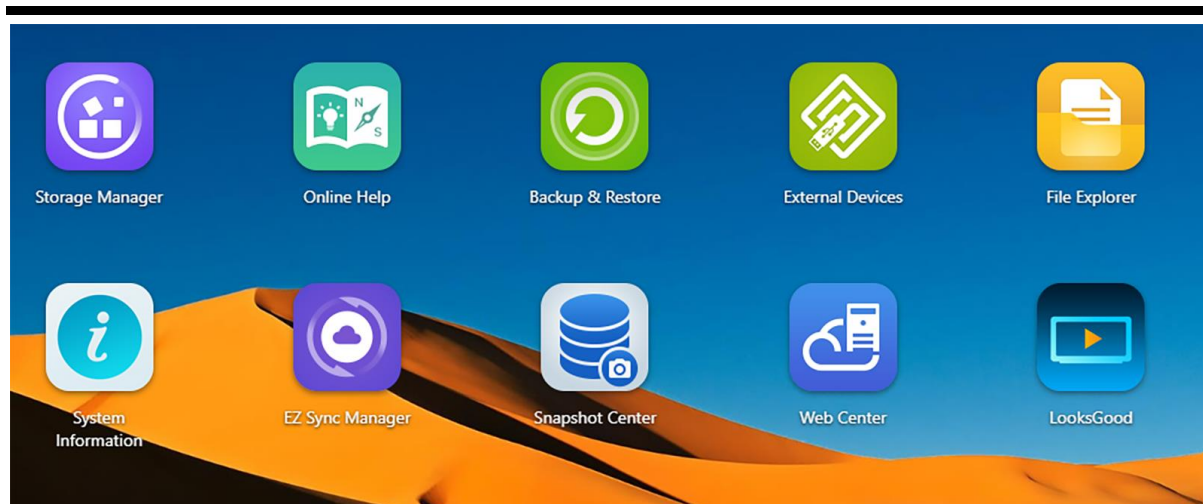 N
S
Storage Manager
Online Help
Backup & Restore
External Devices
File Explorer
System
Information
EZ Sync Manager
Snapshot Center
Web Center
LooksGood